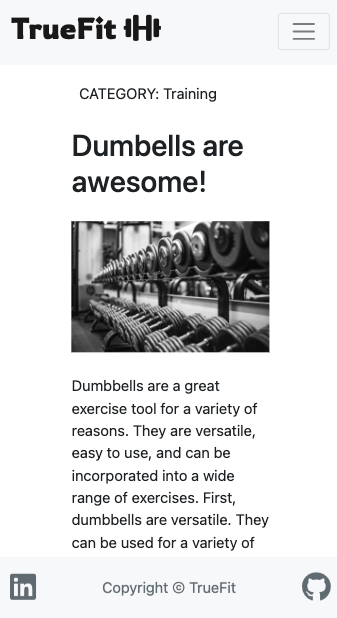 TrueFit
CATEGORY: Training
Dumbells are
awesome!
Dumbbells are a great
exercise tool for a variety of
reasons. They are versatile,
easy to use, and can be
incorporated into a wide
range of exercises. First,
dumbbells are versatile. They
can be used for a variety of
in
Copyright © TrueFit